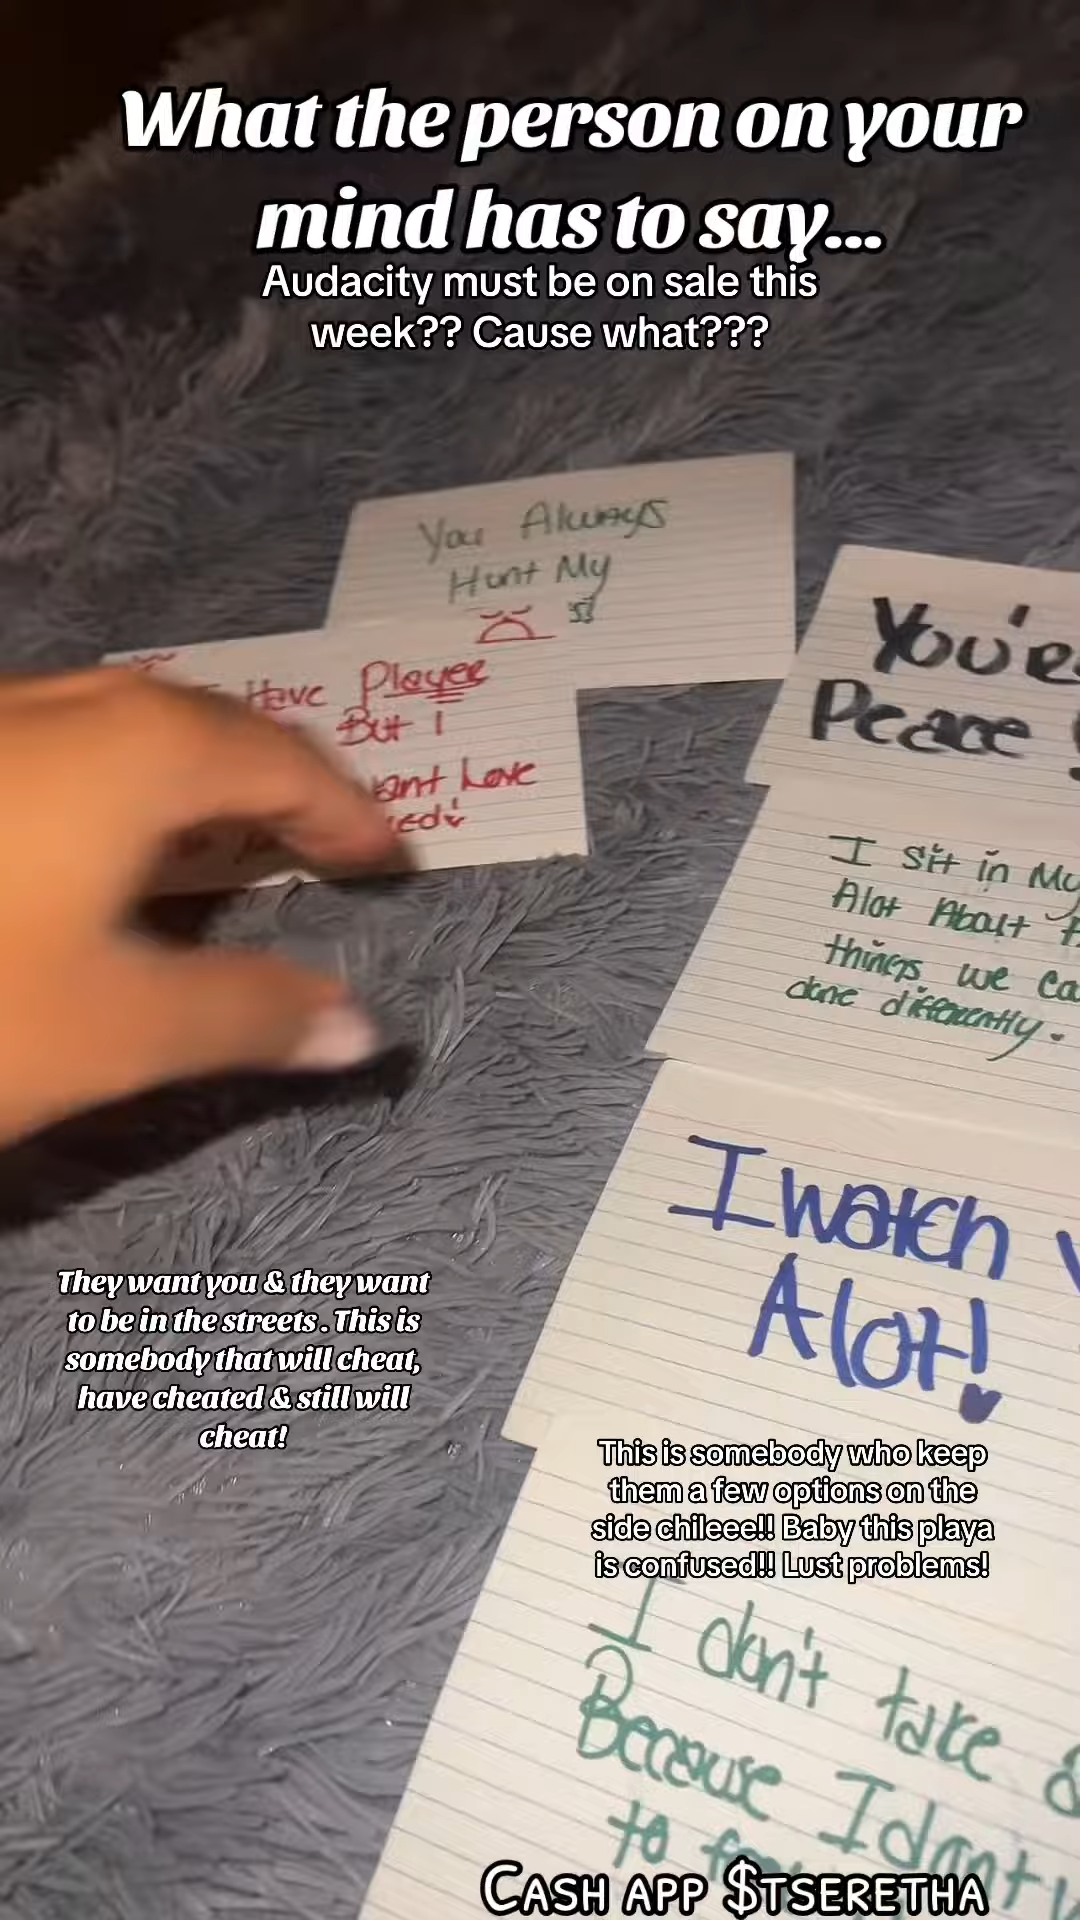 What the person on your
mind has to say...
Audacity must be on sale this
week?? Cause what???
You Always
Hunt My
Have Player
But I
ant Love
You'e
Peace
I sit in My
Alot About
things we
done differently.
I watch
Alot!
They want you & they want
to be in the streets . This is
somebody that will cheat,
have cheated & still will
cheat!
This is somebody who keep
them a few options on the
side chileee!! Baby this playa
is confused!! Lust problems!
I don't take
Because I dont
to
Cash app $tseretha